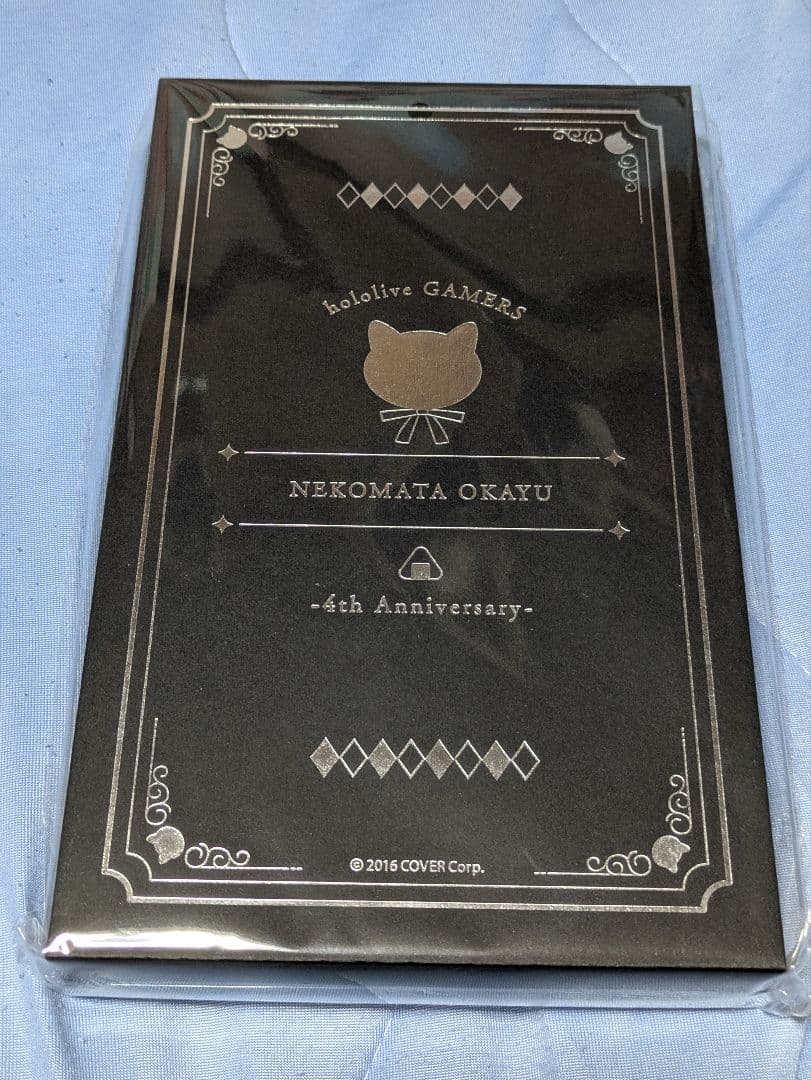 hololive GAMERS
NEKOMATA OKAYU
-4th Anniversary-
© 2016 COVER Corp.